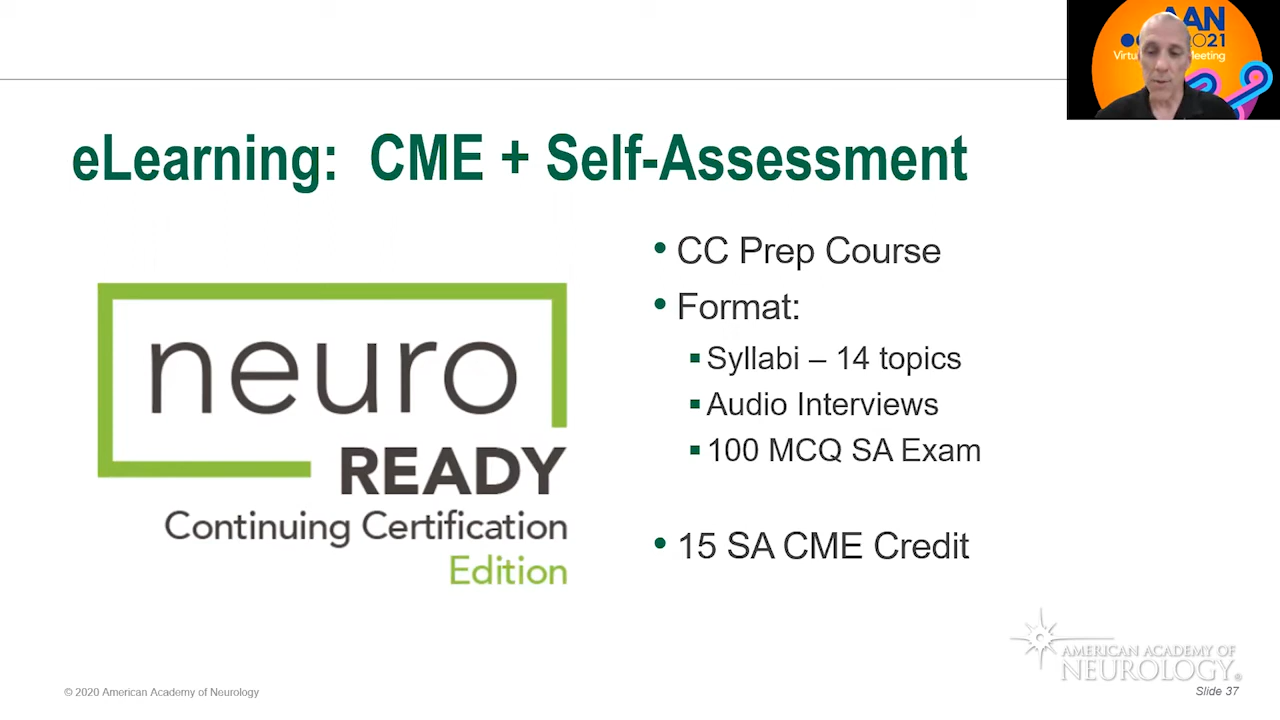 AAN
2021
Meeting
eLearning: CME + Self-Assessment
neuro
READY
Continuing Certification
Edition
• CC Prep Course
• Format:
▪ Syllabi – 14 topics
▪ Audio Interviews
▪ 100 MCQ SA Exam
• 15 SA CME Credit
AMERICAN ACADEMY OF
NEUROLOGY®
© 2020 American Academy of Neurology
Slide 37